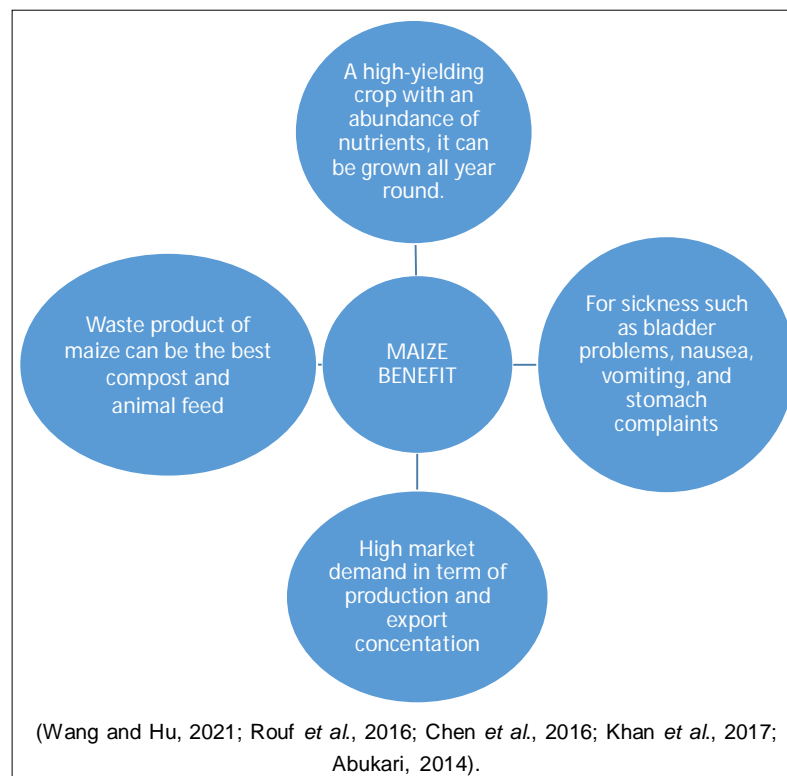 A high-yielding
crop with an
abundance of
nutrients, it can
be grown all year
round.
Waste product of
maize can be the best
compost and
animal feed
MAIZE
BENEFIT
For sickness such
as bladder
problems, nausea,
vomiting, and
stomach
complaints
High market
demand in term of
production and
export
concentation
(Wang and Hu, 2021; Rouf et al., 2016; Chen et al., 2016; Khan et al., 2017;
Abukari, 2014).